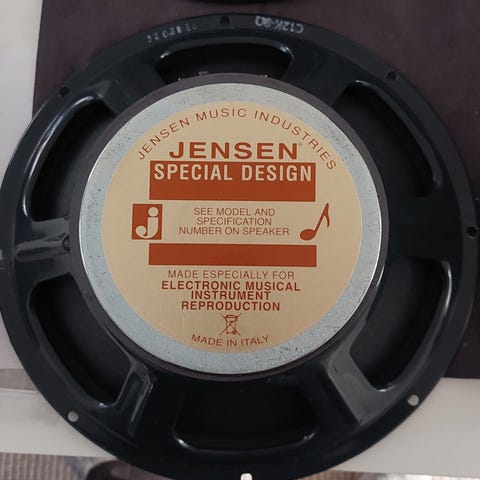 C12K-8Ω
JENSEN MUSIC INDUSTRIES
JENSEN®
SPECIAL DESIGN
j
SEE MODEL AND
SPECIFICATION
NUMBER ON SPEAKER
MADE ESPECIALLY FOR
ELECTRONIC MUSICAL
INSTRUMENT
REPRODUCTION
MADE IN ITALY